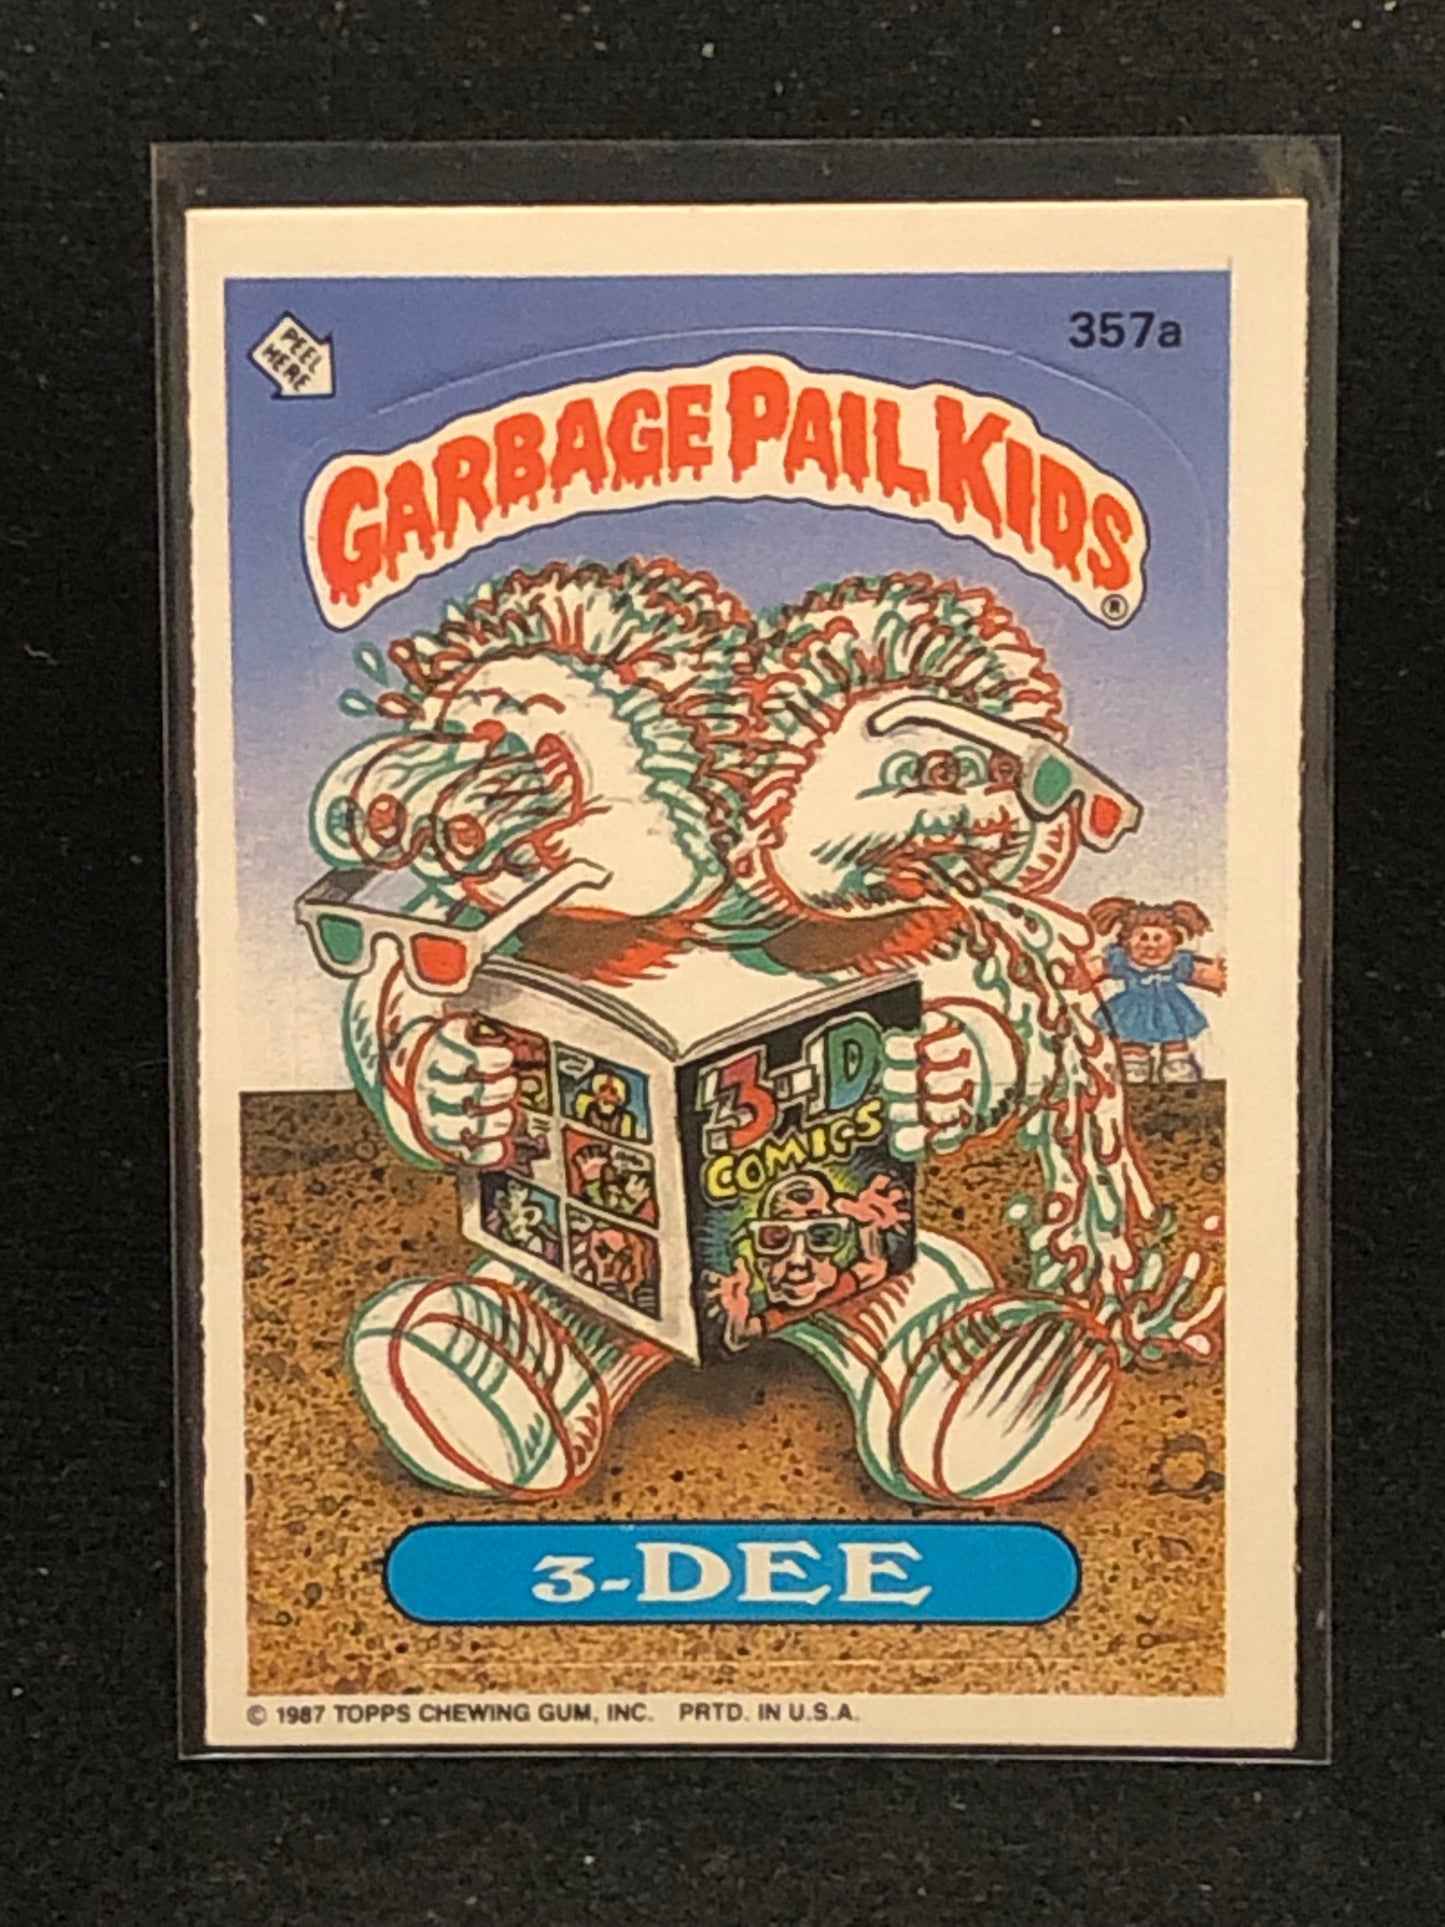 PEEL
HERE
357a
GARBAGE PAIL KIDS
®
3-D
COMICS
3-DEE
© 1987 TOPPS CHEWING GUM, INC. PRTD. IN U.S.A.